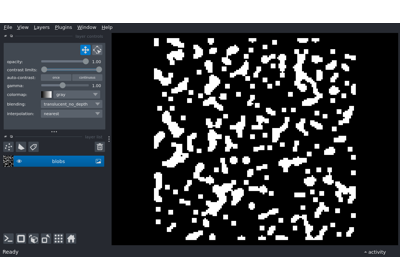 File View Layers Plugins Window Help
layer controls
opacity: 1.00
contrast limits:
auto-contrast: once continuous
gamma: 1.00
colormap: gray
blending: translucent_no_depth
interpolation: nearest
layer list
blobs
Ready activity